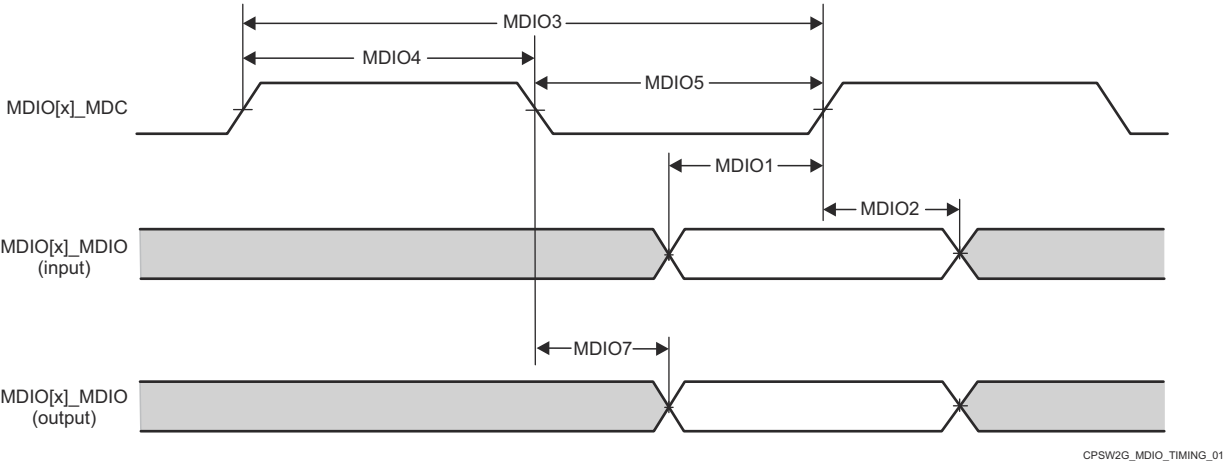 MDIO3
MDIO4
MDIO5
MDIO[x]_MDC
MDIO1
MDIO2
MDIO[x]_MDIO
(input)
MDIO7
MDIO[x]_MDIO
(output)
CPSW2G_MDIO_TIMING_01